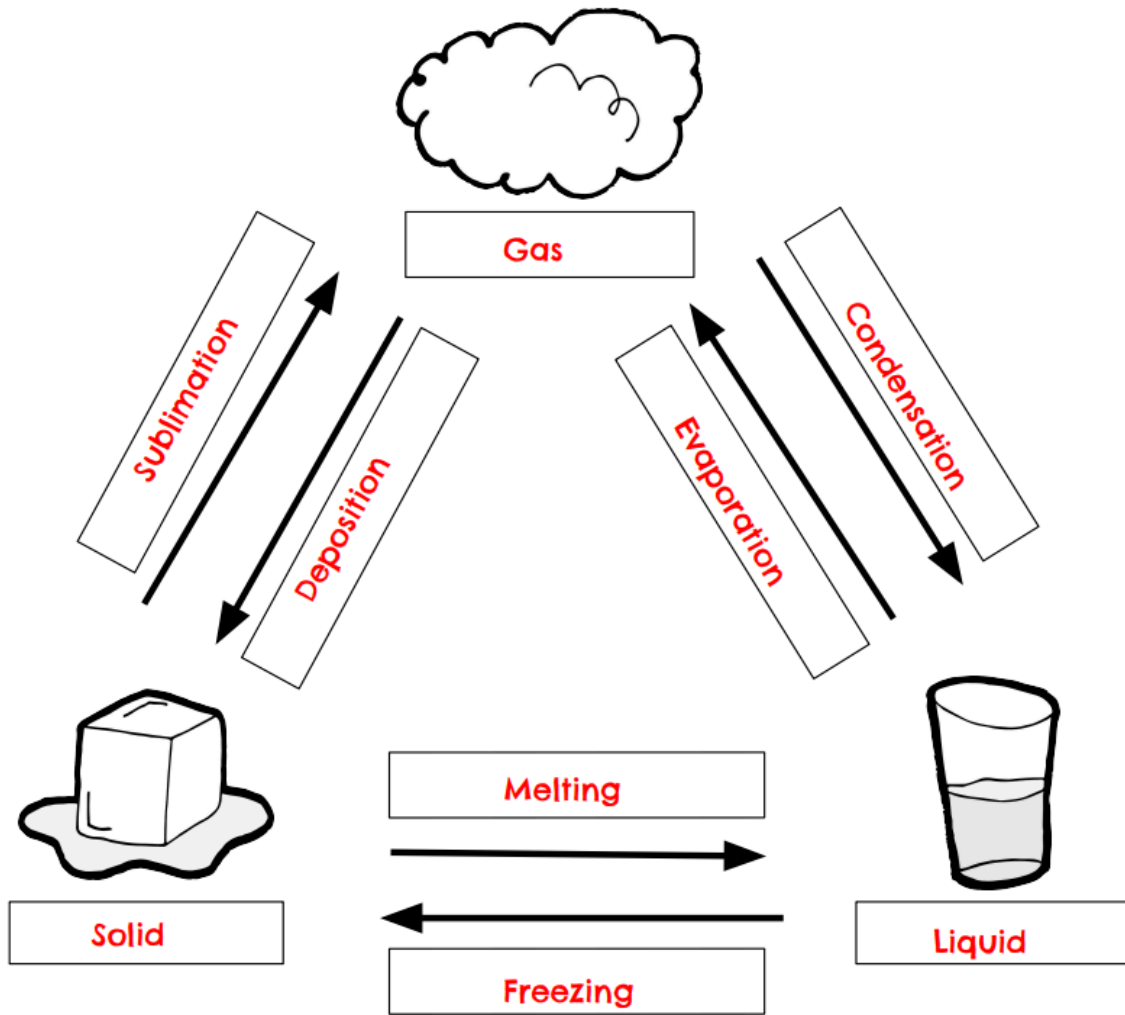 Gas
Sublimation
Deposition
Evaporation
Condensation
Melting
Solid
Liquid
Freezing